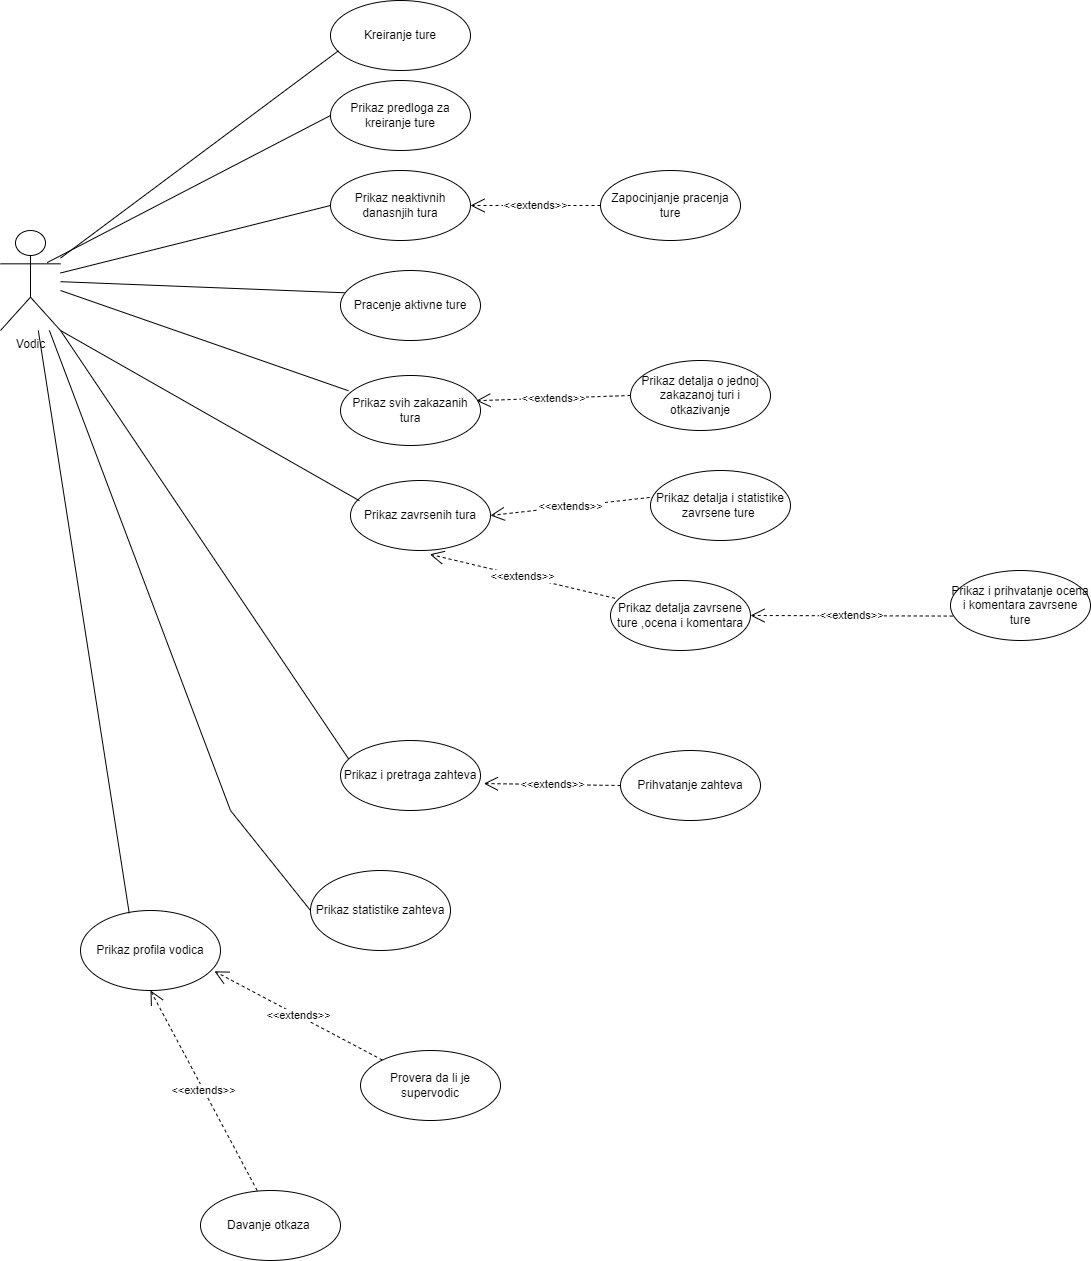 Kreiranje ture
Prikaz predloga za
kreiranje ture
Prikaz neaktivnih
danasnjih tura
<<extends>>
Zapocinjanje pracenja
ture
Vodic
Pracenje aktivne ture
Prikaz svih zakazanih
tura
<<extends>>
Prikaz detalja o jednoj
zakazanoj turi i
otkazivanje
Prikaz zavrsenih tura
<<extends>>
Prikaz detalja i statistike
zavrsene ture
<<extends>>
Prikaz detalja zavrsene
ture ,ocena i komentara
<<extends>>
Prikaz i prihvatanje ocena
i komentara zavrsene
ture
Prikaz i pretraga zahteva
<<extends>>
Prihvatanje zahteva
Prikaz statistike zahteva
Prikaz profila vodica
<<extends>>
Provera da li je
supervodic
<<extends>>
Davanje otkaza